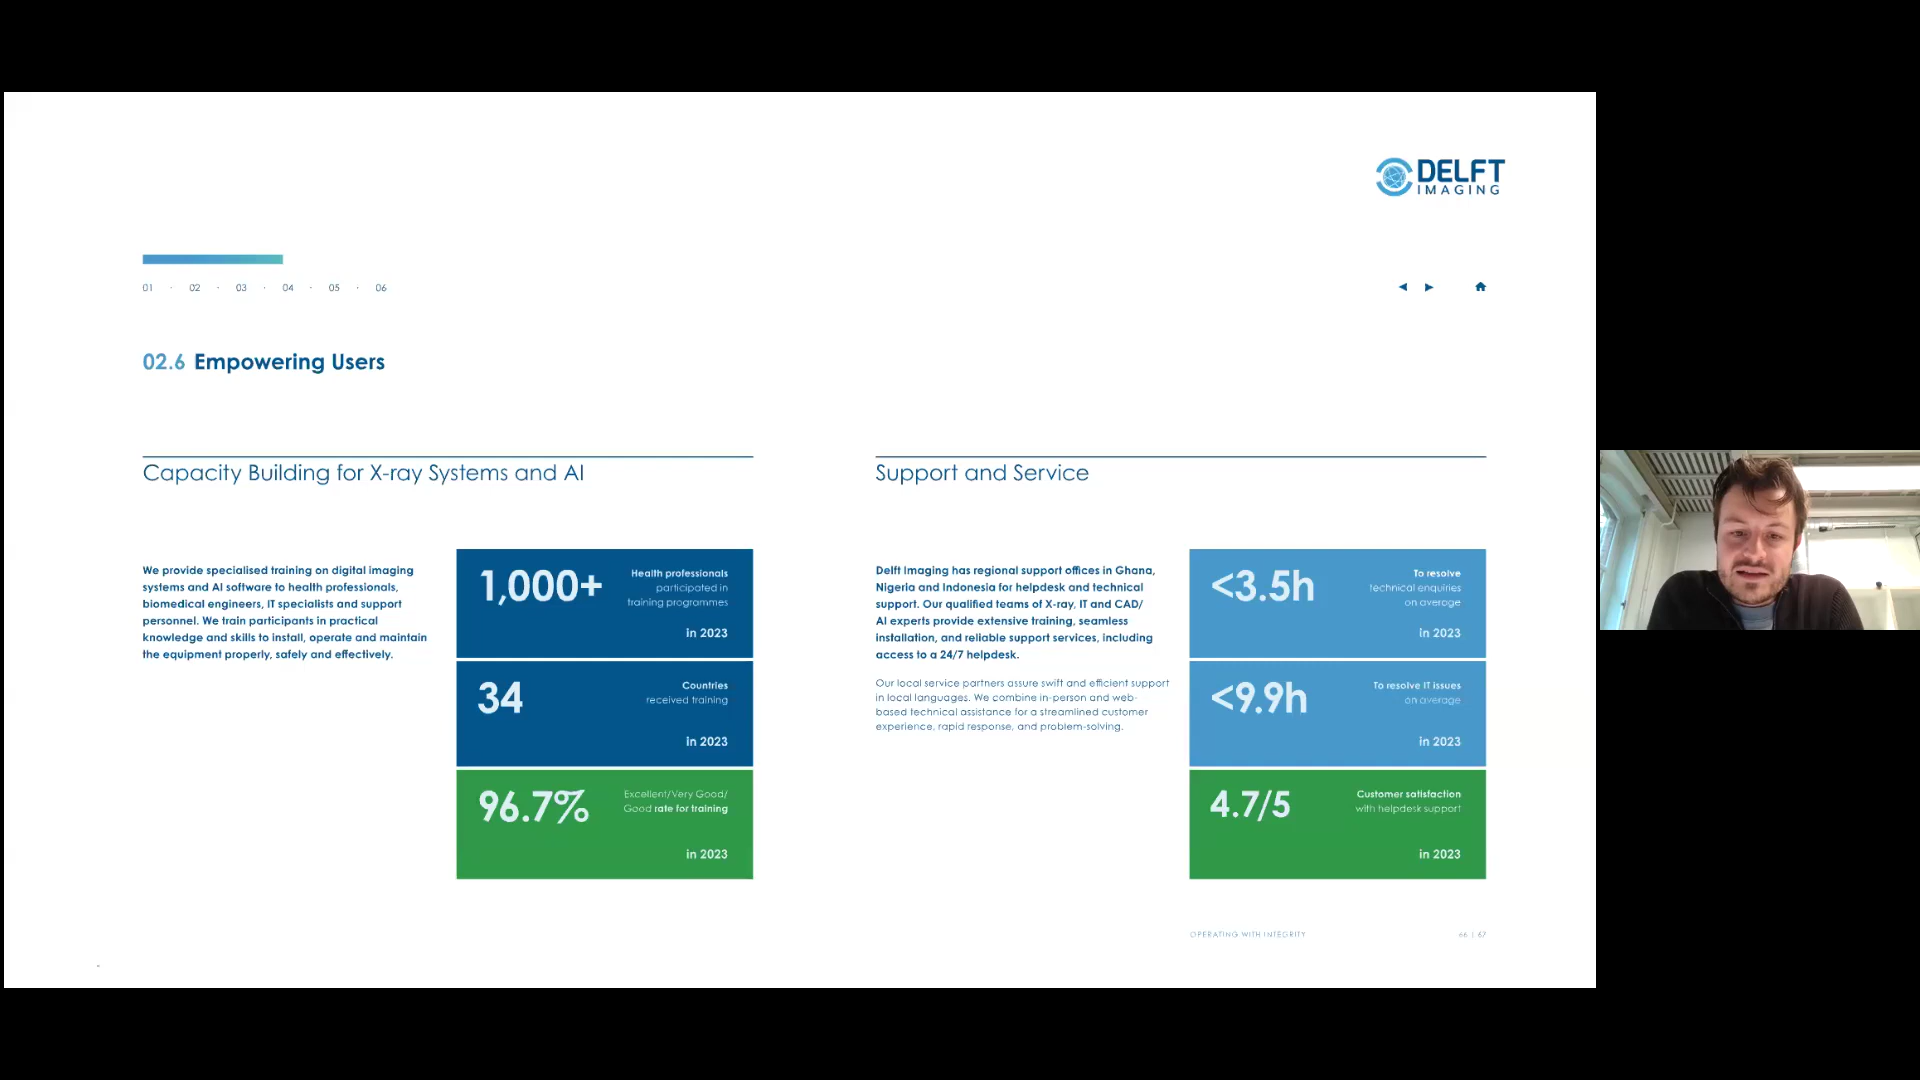 DELFT
IMAGING
01 · 02 · 03 · 04 · 05 · 06
02.6 Empowering Users
Capacity Building for X-ray Systems and AI
We provide specialised training on digital imaging
systems and AI software to health professionals,
biomedical engineers, IT specialists and support
personnel. We train participants in practical
knowledge and skills to install, operate and maintain
the equipment properly, safely and effectively.
1,000+
Health professionals
participated in
training programmes
in 2023
34
Countries
received training
in 2023
96.7%
Excellent/Very Good/
Good rate for training
in 2023
Support and Service
Delft Imaging has regional support offices in Ghana,
Nigeria and Indonesia for helpdesk and technical
support. Our qualified teams of X-ray, IT and CAD/
AI experts provide extensive training, seamless
installation, and reliable support services, including
access to a 24/7 helpdesk.
Our local service partners assure swift and efficient support
in local languages. We combine in-person and web-
based technical assistance for a streamlined customer
experience, rapid response, and problem-solving.
<3.5h
To resolve
technical enquiries
on average
in 2023
<9.9h
To resolve IT issues
on average
in 2023
4.7/5
Customer satisfaction
with helpdesk support
in 2023
OPERATING WITH INTEGRITY
66 | 67